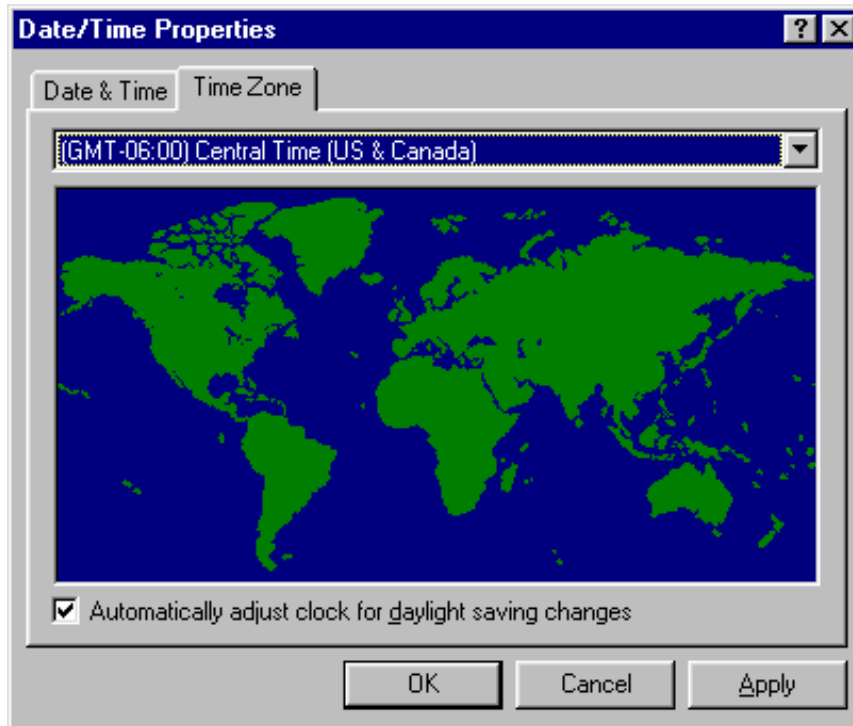 Date/Time Properties
Date & Time
Time Zone
(GMT-06:00) Central Time (US & Canada)
Automatically adjust clock for daylight saving changes
OK
Cancel
Apply